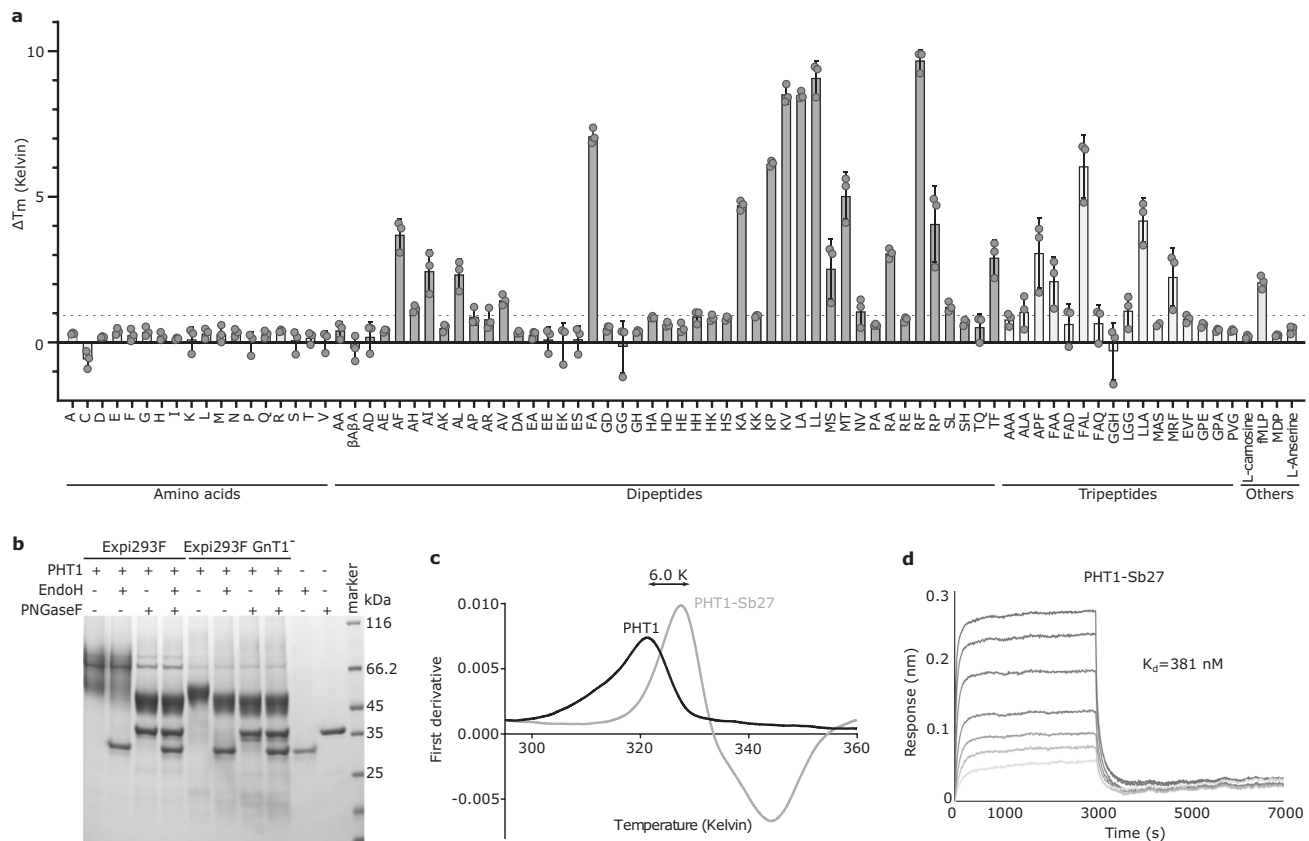 a
10
5
0
ΔTm (Kelvin)
A C D E F G H I K L M N P Q R S T V AA βAβA AD AE AF AH AI AK AL AP AR AV DA EA EE EK ES FA GD GG GH HA HD HE HH HK HS KA KK KP KV LA LL MS MT NV PA RA RE RF RP SL SH TQ TF AAA ALA APF FAA FAD FAL FAQ GGH LGG LLA MAS MRF EVF GPE GPA PVG L-camosine fMLP MDP L-Anserine
Amino acids Dipeptides Tripeptides Others
b
Expi293F Expi293F GnT1-
PHT1 + + + + + + + + - -
EndoH - + - + - + - + + -
PNGaseF - - + + - - + + - +
marker
kDa
116
66.2
45
35
25
c
6.0 K
PHT1-Sb27
PHT1
0.010
0.005
0.000
-0.005
First derivative
300 320 340 360
Temperature (Kelvin)
d
PHT1-Sb27
Kd=381 nM
0.3
0.2
0.1
0
Response (nm)
0 1000 3000 5000 7000
Time (s)